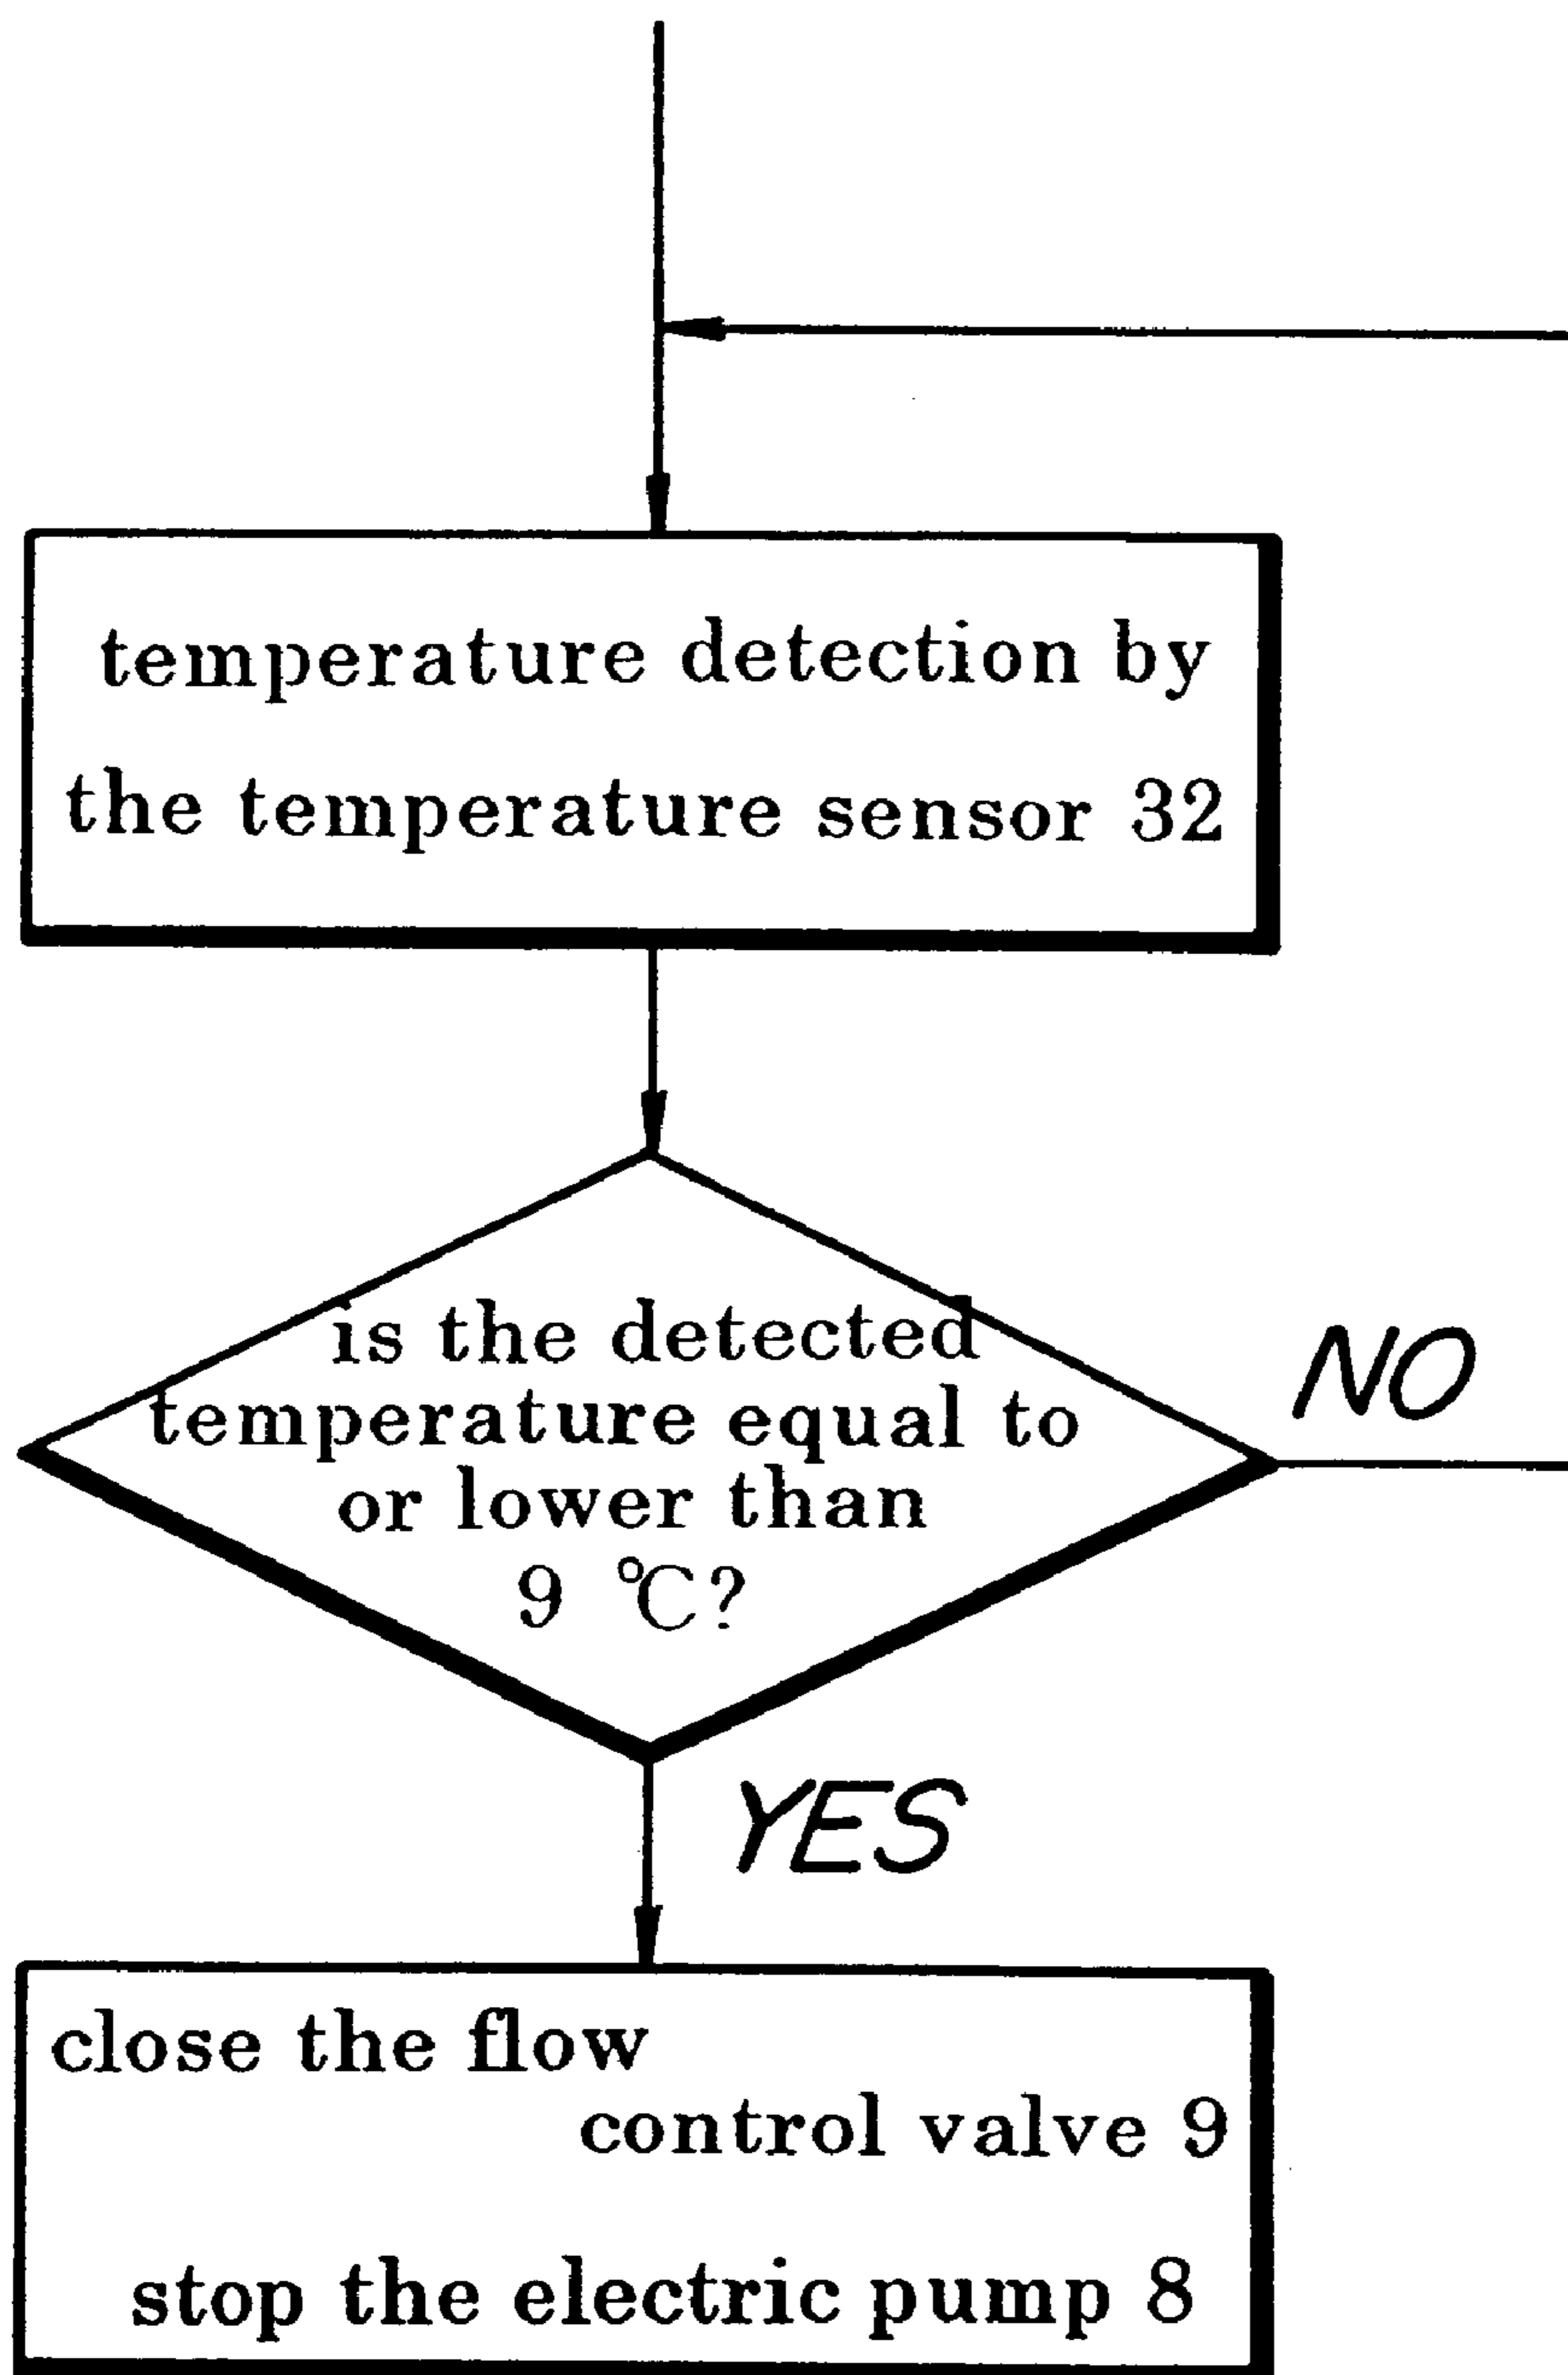 temperature detection by
the temperature sensor 32
is the detected
temperature equal to
or lower than
9 ℃?
NO
YES
close the flow
control valve 9
stop the electric pump 8